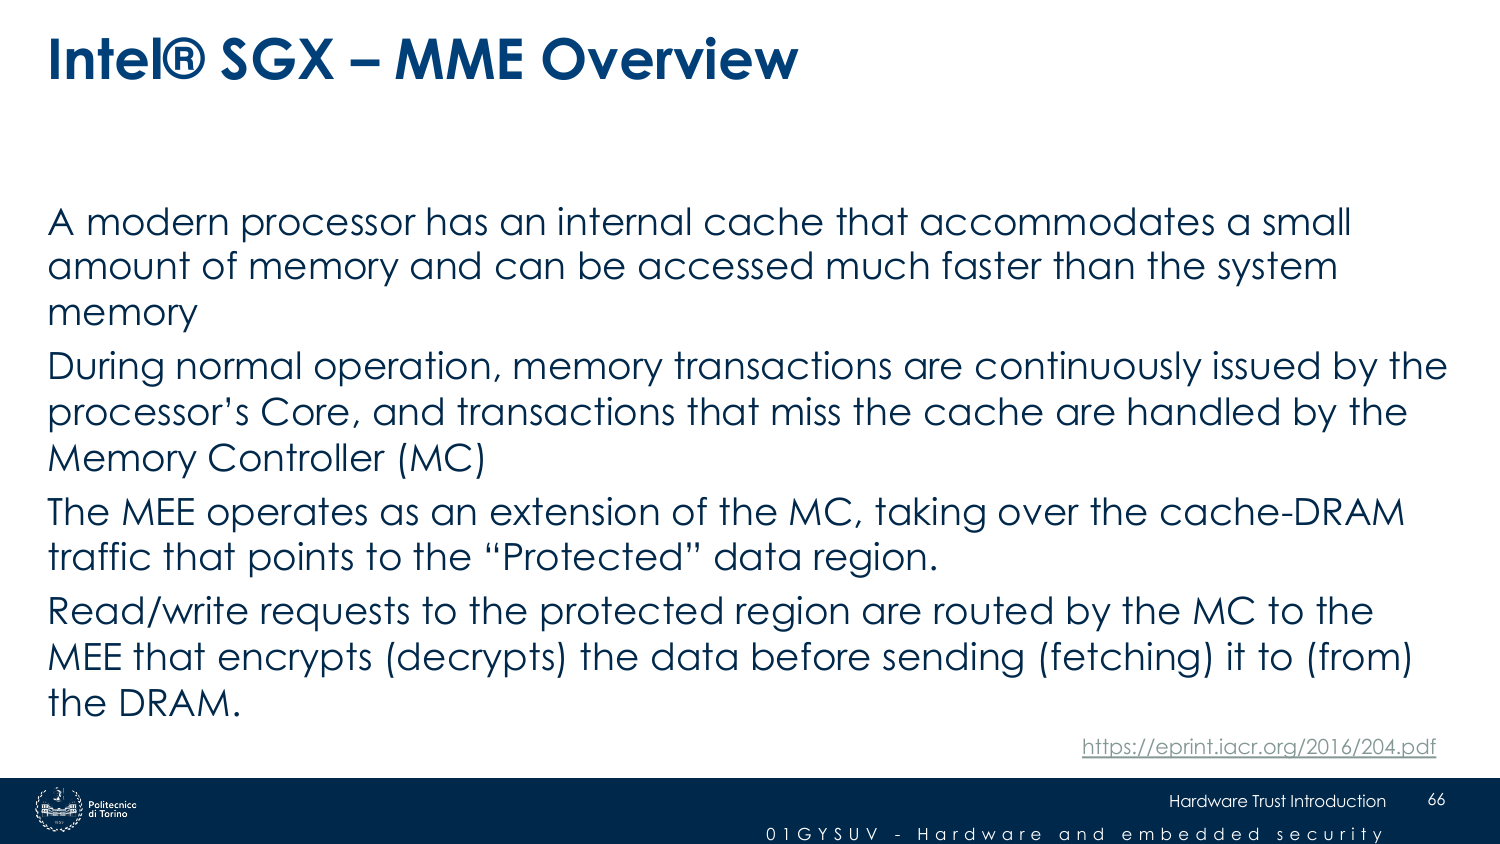 Intel® SGX – MME Overview
A modern processor has an internal cache that accommodates a small
amount of memory and can be accessed much faster than the system
memory
During normal operation, memory transactions are continuously issued by the
processor’s Core, and transactions that miss the cache are handled by the
Memory Controller (MC)
The MEE operates as an extension of the MC, taking over the cache-DRAM
traffic that points to the “Protected” data region.
Read/write requests to the protected region are routed by the MC to the
MEE that encrypts (decrypts) the data before sending (fetching) it to (from)
the DRAM.
https://eprint.iacr.org/2016/204.pdf
Politecnico
di Torino
Hardware Trust Introduction 66
01GYSUV - Hardware and embedded security